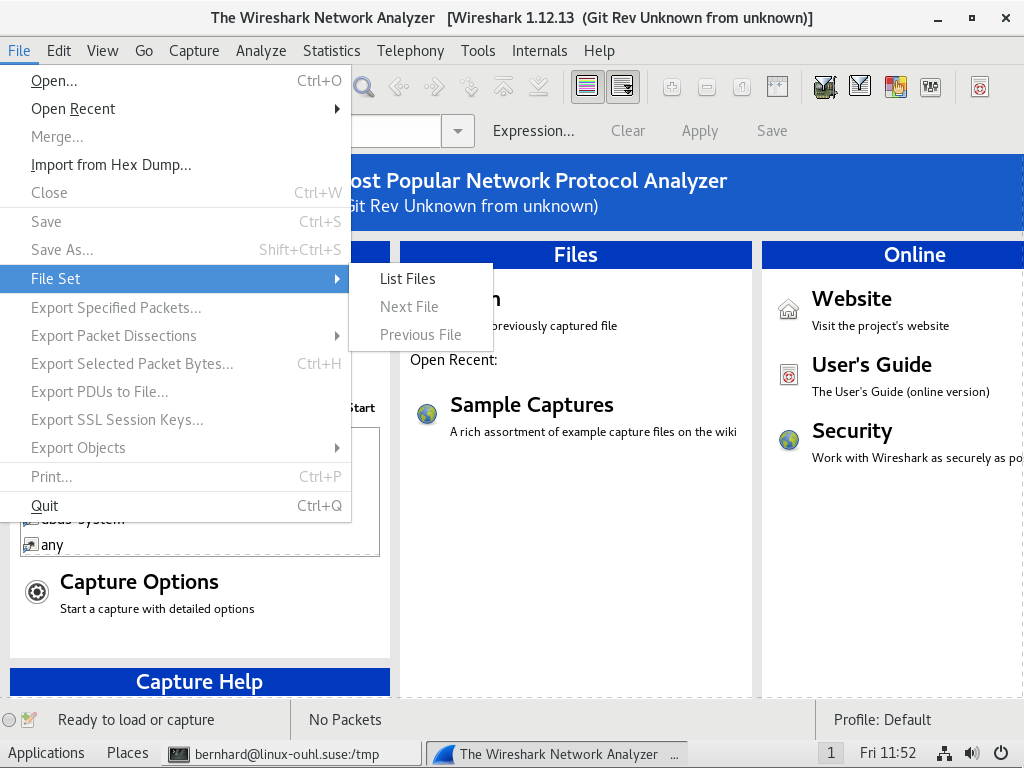 The Wireshark Network Analyzer [Wireshark 1.12.13 (Git Rev Unknown from unknown)]
File Edit View Go Capture Analyze Statistics Telephony Tools Internals Help
Open... Ctrl+O
Open Recent
Merge...
Import from Hex Dump...
Close Ctrl+W
Save Ctrl+S
Save As... Shift+Ctrl+S
File Set
Export Specified Packets...
Export Packet Dissections
Export Selected Packet Bytes... Ctrl+H
Export PDUs to File...
Export SSL Session Keys...
Export Objects
Print... Ctrl+P
Quit Ctrl+Q
List Files
Next File
Previous File
Expression... Clear Apply Save
Most Popular Network Protocol Analyzer
(Git Rev Unknown from unknown)
Start
dbus-system
any
Capture Options
Start a capture with detailed options
Capture Help
Files
previously captured file
Open Recent:
Sample Captures
A rich assortment of example capture files on the wiki
Online
Website
Visit the project's website
User's Guide
The User's Guide (online version)
Security
Work with Wireshark as securely as po
Ready to load or capture No Packets Profile: Default
Applications Places bernhard@linux-ouhl.suse:/tmp The Wireshark Network Analyzer ... 1 Fri 11:52